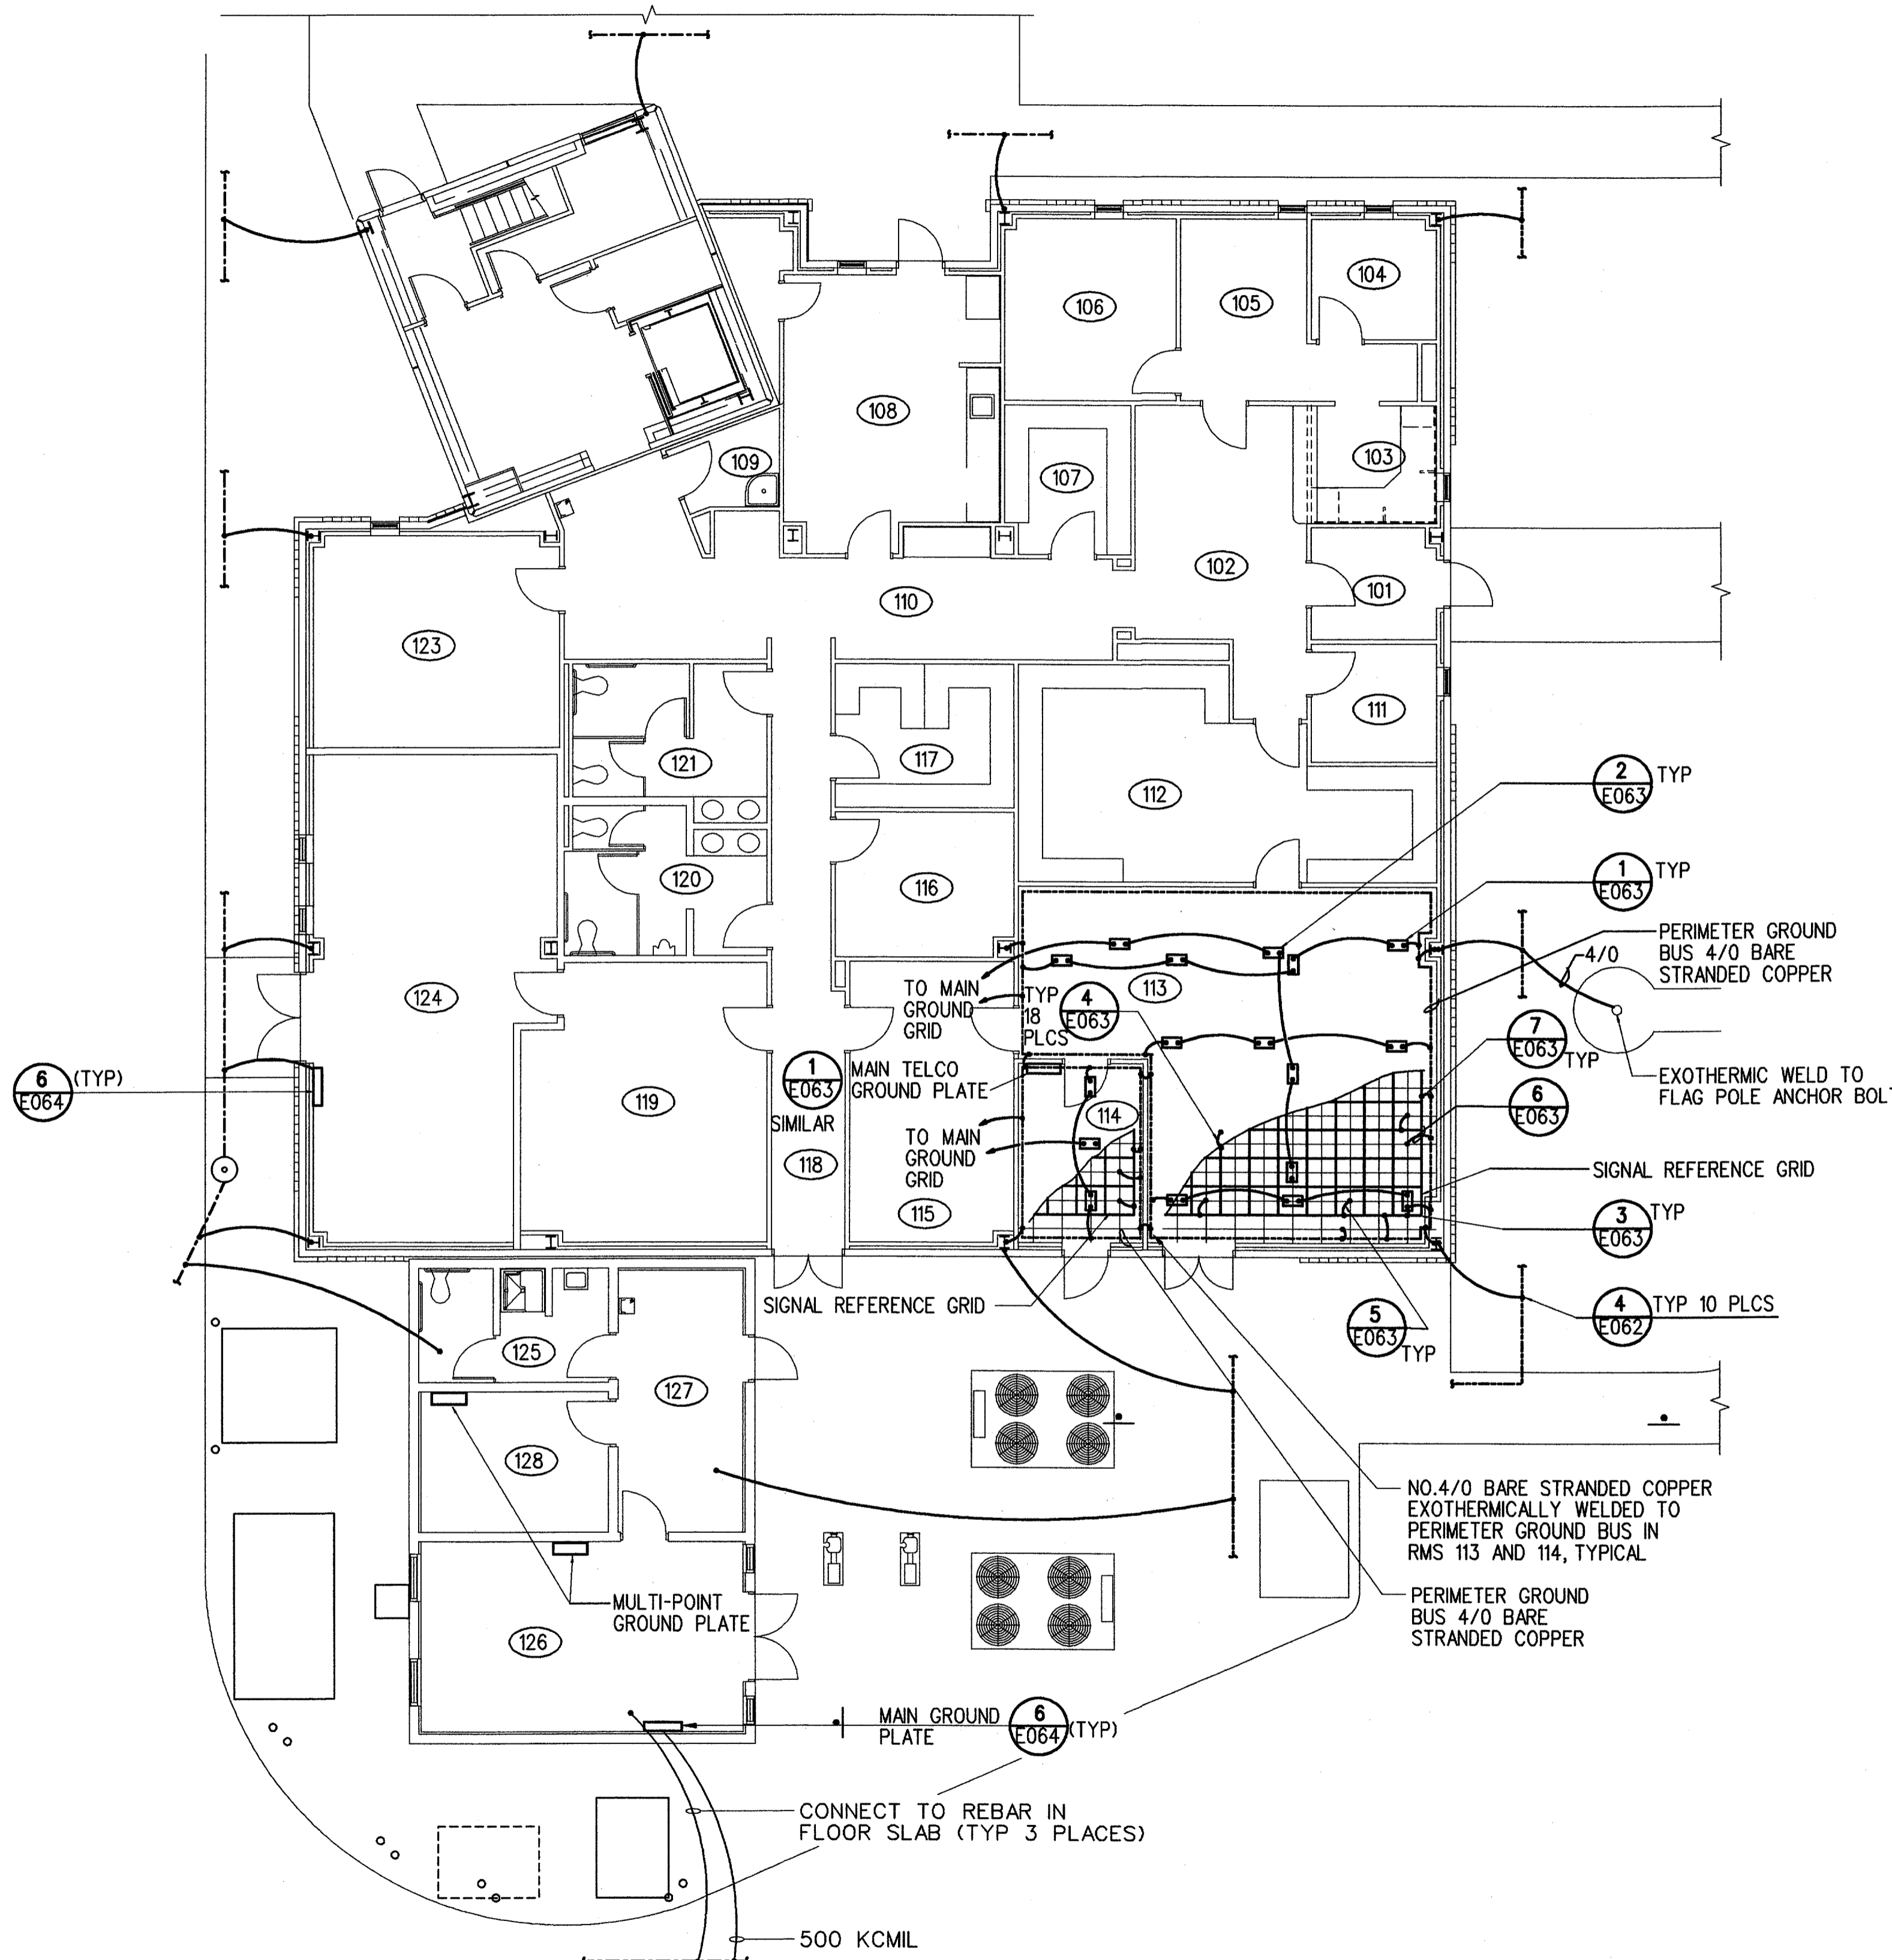 104
106
105
108
103
109
107
102
101
110
123
111
117
121
112
2
E063
TYP
120
116
1
E063
TYP
PERIMETER GROUND
BUS 4/0 BARE
STRANDED COPPER
4/0
TO MAIN
GROUND
GRID
TYP
18
PLCS
4
E063
113
124
7
E063
TYP
EXOTHERMIC WELD TO
FLAG POLE ANCHOR BOLT
6
E064
(TYP)
1
E063
SIMILAR
MAIN TELCO
GROUND PLATE
119
114
6
E063
TO MAIN
GROUND
GRID
118
SIGNAL REFERENCE GRID
115
3
E063
TYP
SIGNAL REFERENCE GRID
4
E062
TYP 10 PLCS
5
E063
TYP
125
127
128
NO.4/0 BARE STRANDED COPPER
EXOTHERMICALLY WELDED TO
PERIMETER GROUND BUS IN
RMS 113 AND 114, TYPICAL
MULTI-POINT
GROUND PLATE
PERIMETER GROUND
BUS 4/0 BARE
STRANDED COPPER
126
MAIN GROUND
PLATE
6
E064
(TYP)
CONNECT TO REBAR IN
FLOOR SLAB (TYP 3 PLACES)
500 KCMIL